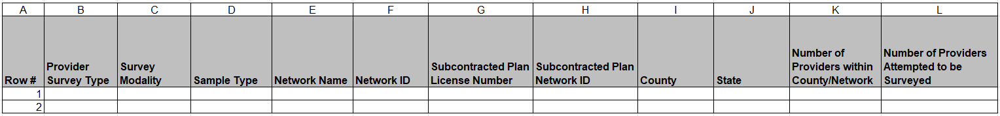 A B C D E F G H I J K L
Number of Number of Providers
Provider Survey Subcontracted Plan Subcontracted Plan Providers within Attempted to be
Row # Survey Type Modality Sample Type Network Name Network ID License Number Network ID County State County/Network Surveyed
1
2